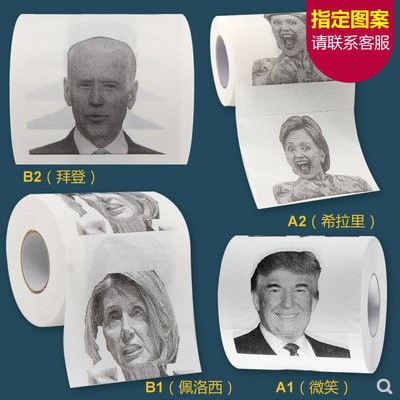 指定图案
请联系客服
B2（拜登）
A2（希拉里）
B1（佩洛西）
A1（微笑）